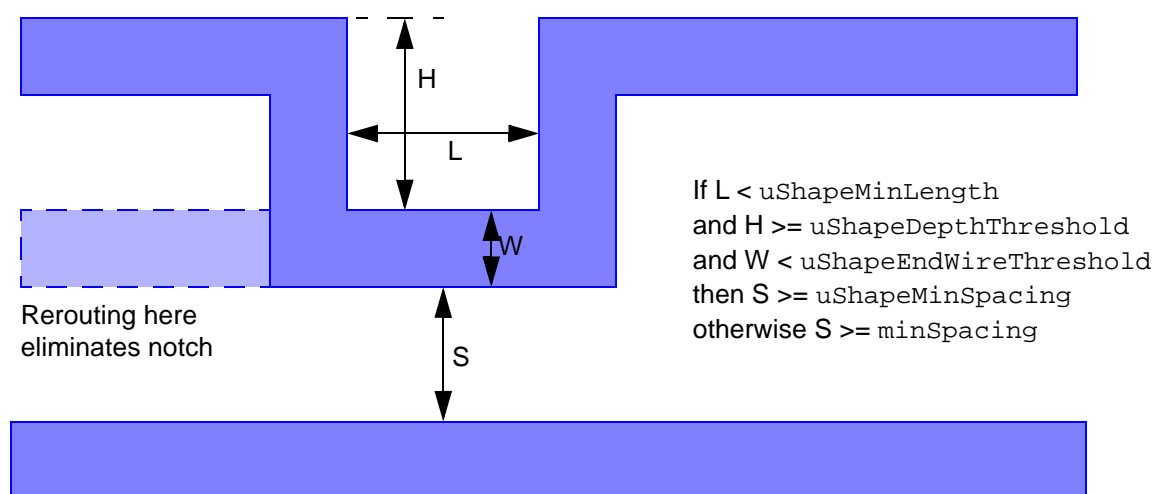 H
L
If L < uShapeMinLength
and H >= uShapeDepthThreshold
W
and W < uShapeEndWireThreshold
then S >= uShapeMinSpacing
Rerouting here
otherwise S >= minSpacing
eliminates notch
S